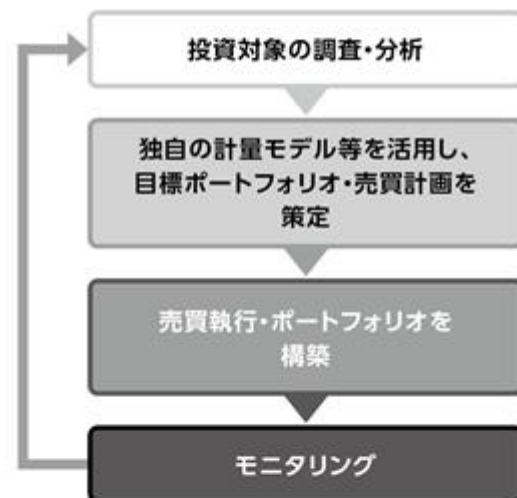 投資対象の調査・分析
独自の計量モデル等を活用し、
目標ポートフォリオ・売買計画を
策定
売買執行・ポートフォリオを
構築
モニタリング